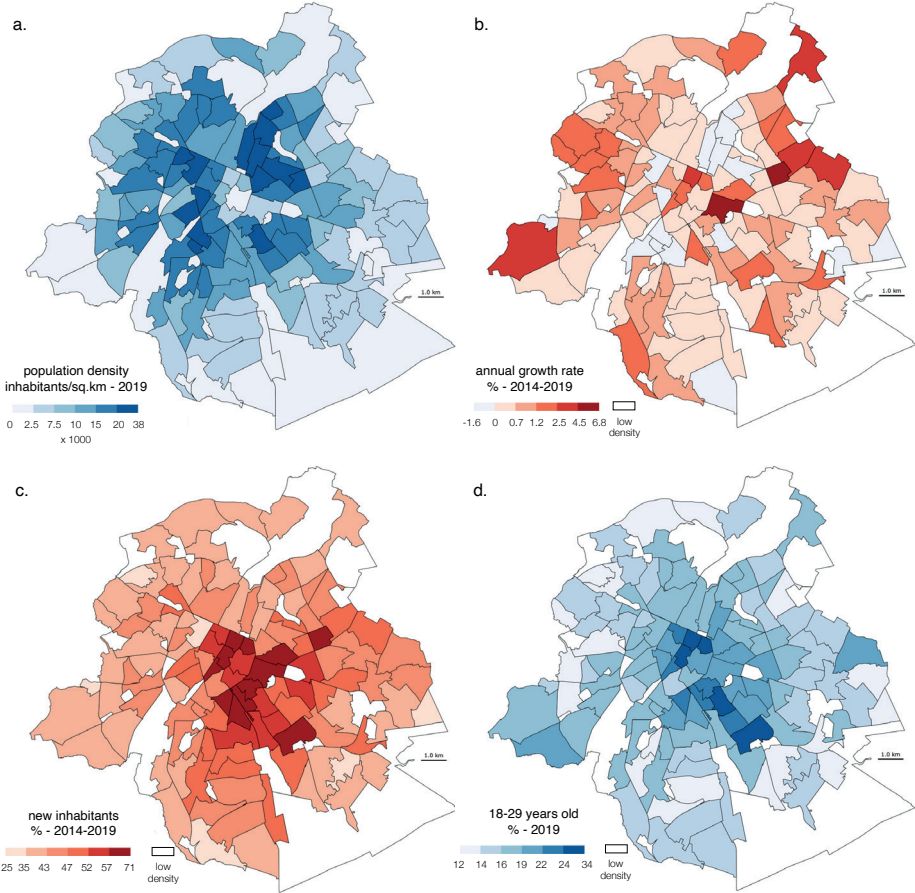 a.
1.0 km
population density
inhabitants/sq.km - 2019
0 2.5 7.5 10 15 20 38
x 1000
b.
1.0 km
annual growth rate
% - 2014-2019
-1.6 0 0.7 1.2 2.5 4.5 6.8
low
density
c.
1.0 km
new inhabitants
% - 2014-2019
25 35 43 47 52 57 71
low
density
d.
1.0 km
18-29 years old
% - 2019
12 14 16 19 22 24 34
low
density